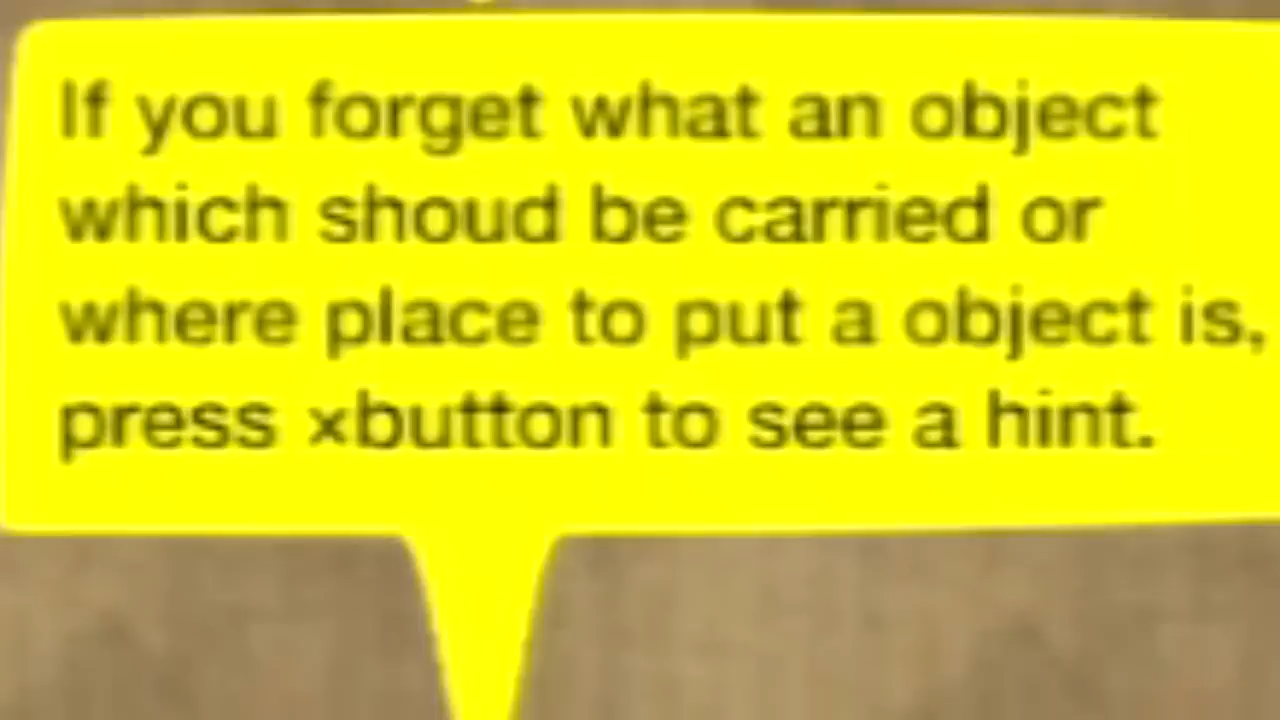 If you forget what an object
which shoud be carried or
where place to put a object is,
press ×button to see a hint.